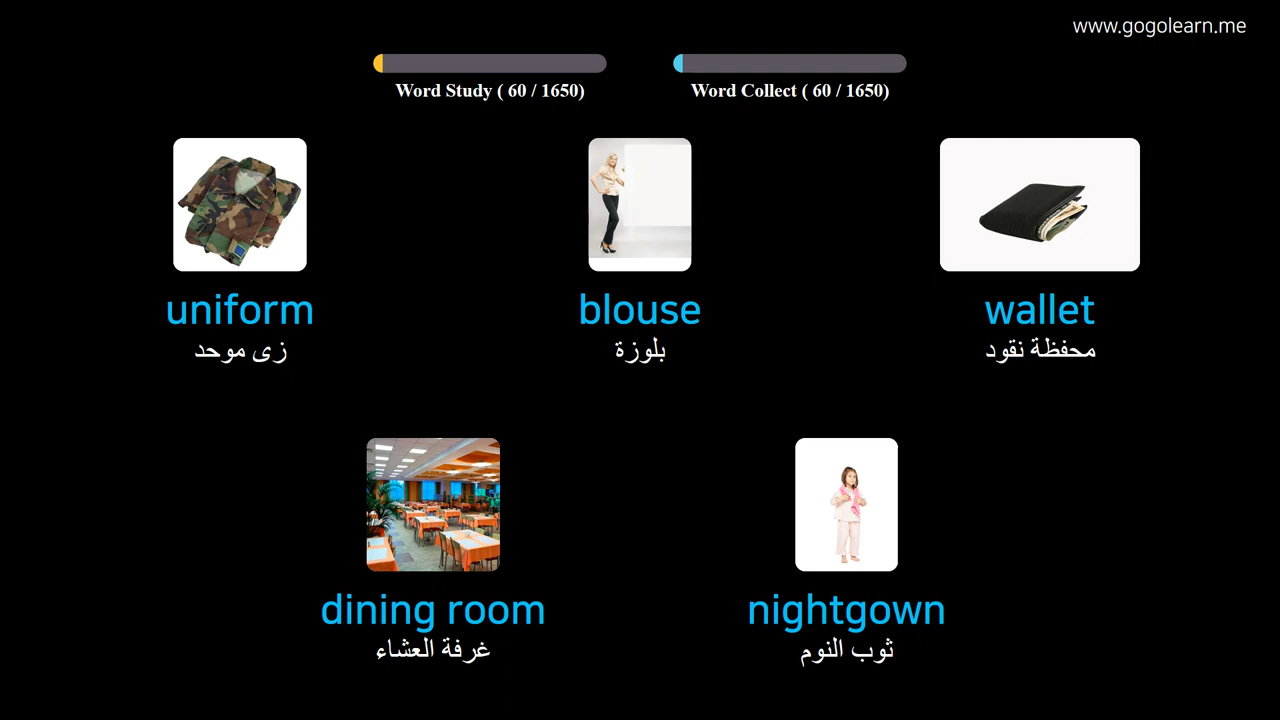 www.gogolearn.me
Word Study ( 60 / 1650)
Word Collect ( 60 / 1650)
uniform
زى موحد
blouse
بلوزة
wallet
محفظة نقود
dining room
غرفة العشاء
nightgown
ثوب النوم